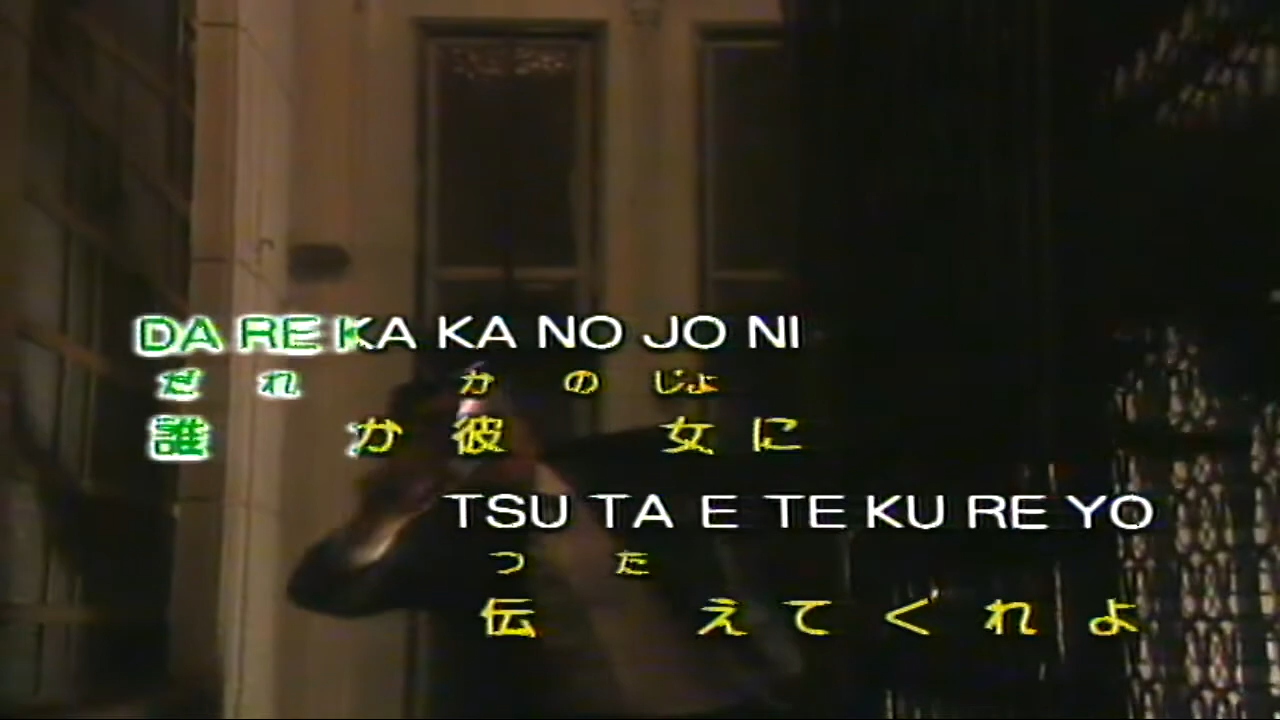 DA RE KA KA NO JO NI
だ れ か の じょ
誰 か 彼 女 に
TSU TA E TE KU RE YO
つ た
伝 え て く れ よ